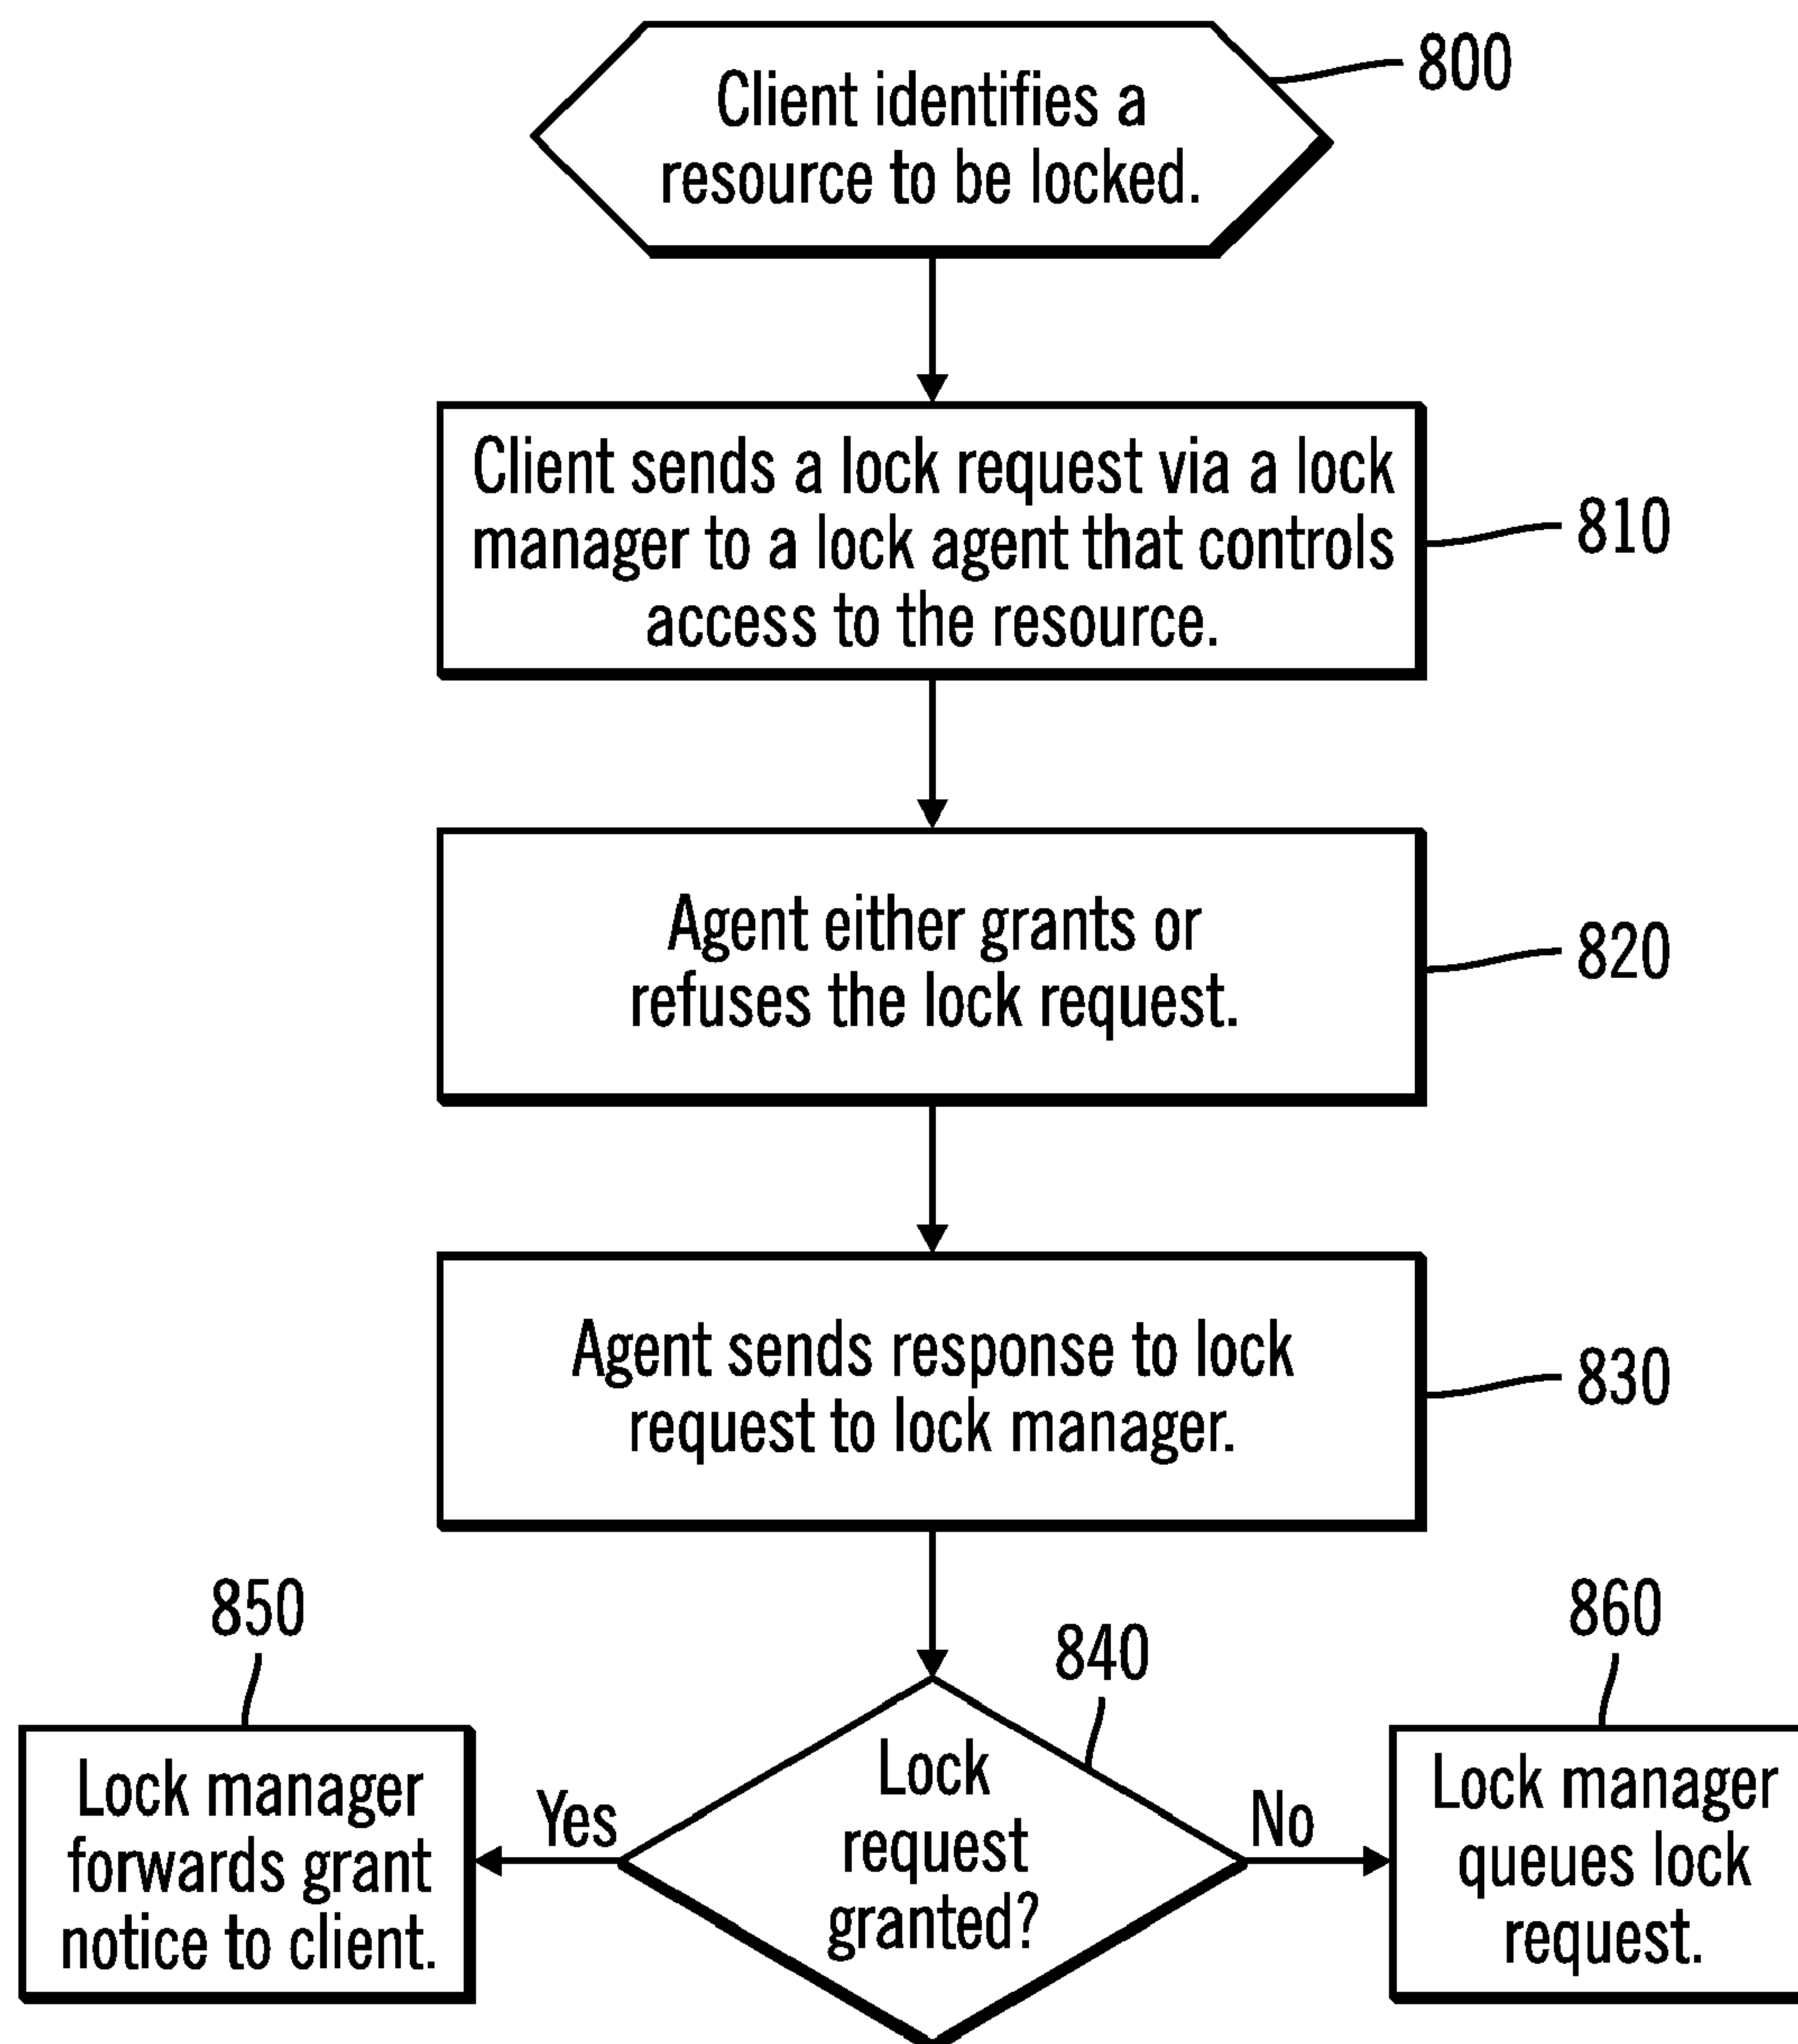 Client identifies a
resource to be locked.
800
Client sends a lock request via a lock
manager to a lock agent that controls
access to the resource.
810
Agent either grants or
refuses the lock request.
820
Agent sends response to lock
request to lock manager.
830
850
840
860
Lock manager
forwards grant
notice to client.
Yes
Lock
request
granted?
No
Lock manager
queues lock
request.